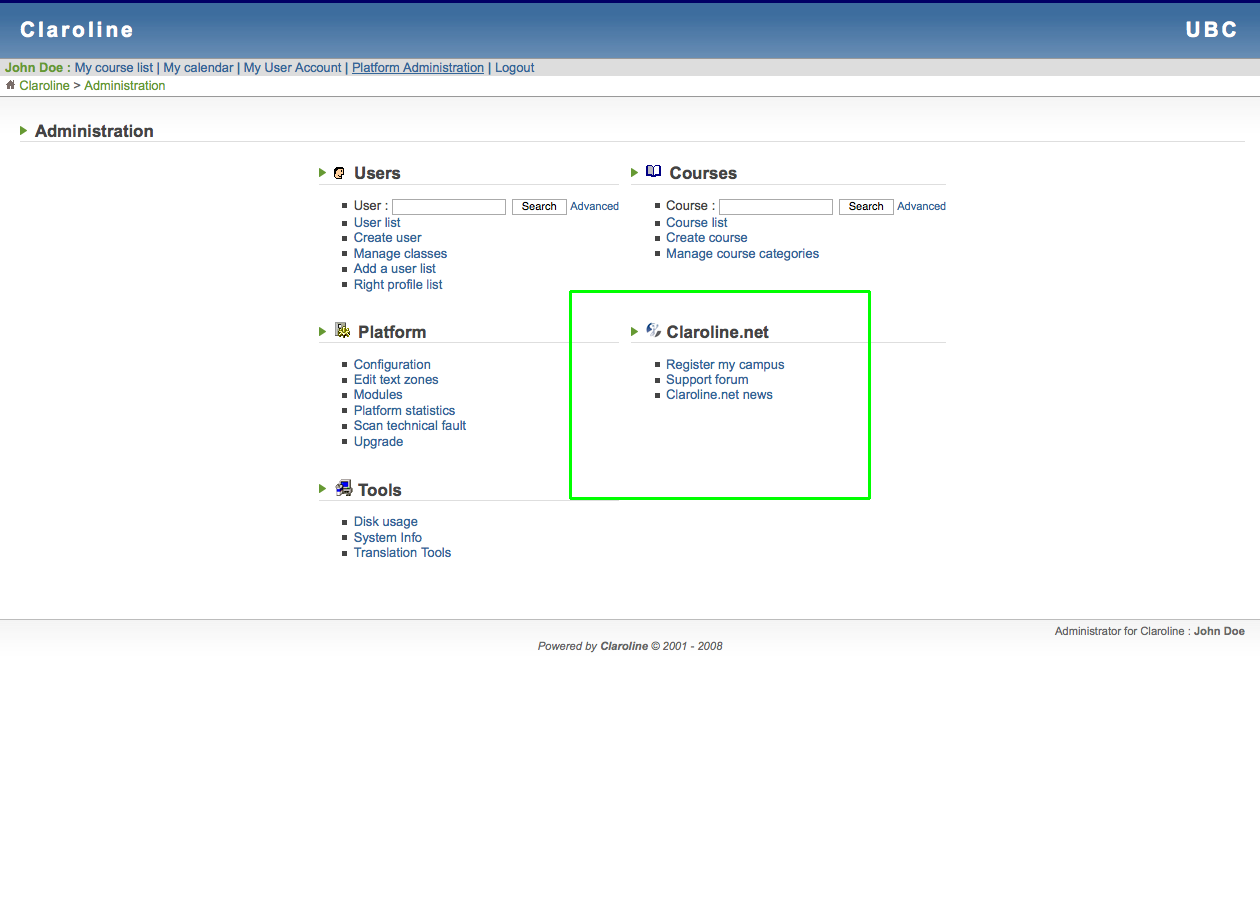 Claroline
UBC
John Doe : My course list | My calendar | My User Account | Platform Administration | Logout
Claroline > Administration
Administration
Users
User : Search Advanced
User list
Create user
Manage classes
Add a user list
Right profile list
Courses
Course : Search Advanced
Course list
Create course
Manage course categories
Platform
Configuration
Edit text zones
Modules
Platform statistics
Scan technical fault
Upgrade
Claroline.net
Register my campus
Support forum
Claroline.net news
Tools
Disk usage
System Info
Translation Tools
Administrator for Claroline : John Doe
Powered by Claroline © 2001 - 2008